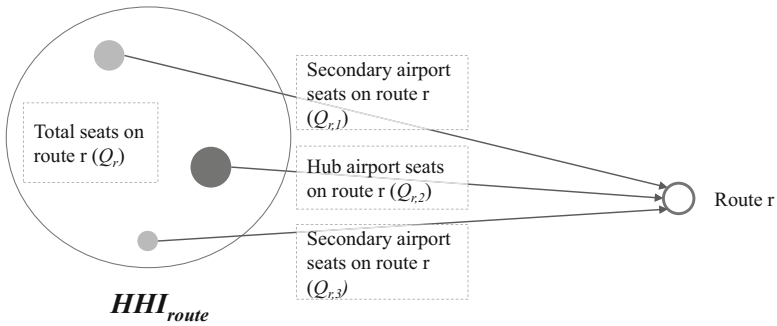 Secondary airport
seats on route r
(Qr,1)
Total seats on
route r (Qr)
Hub airport seats
on route r (Qr,2)
Route r
Secondary airport
seats on route r
(Qr,3)
HHIroute